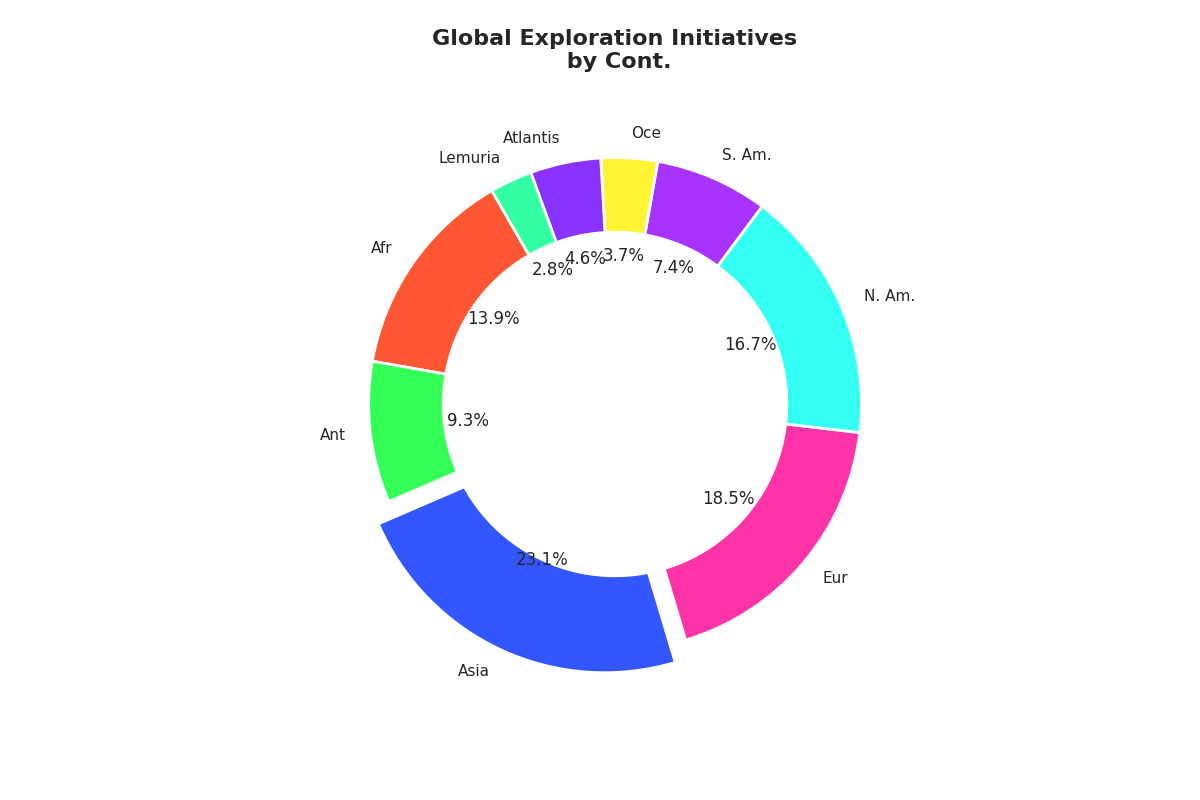 Global Exploration Initiatives
by Cont.
Oce
Atlantis
S. Am.
Lemuria
Afr
3.7%
4.6%
7.4%
2.8%
N. Am.
13.9%
16.7%
9.3%
Ant
18.5%
23.1%
Eur
Asia